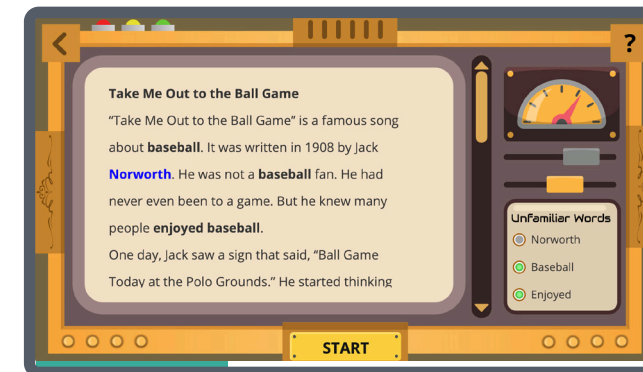 ?
Take Me Out to the Ball Game
“Take Me Out to the Ball Game” is a famous song
about baseball. It was written in 1908 by Jack
Norworth. He was not a baseball fan. He had
never even been to a game. But he knew many
people enjoyed baseball.
One day, Jack saw a sign that said, “Ball Game
Today at the Polo Grounds.” He started thinking
Unfamiliar Words
Norworth
Baseball
Enjoyed
START